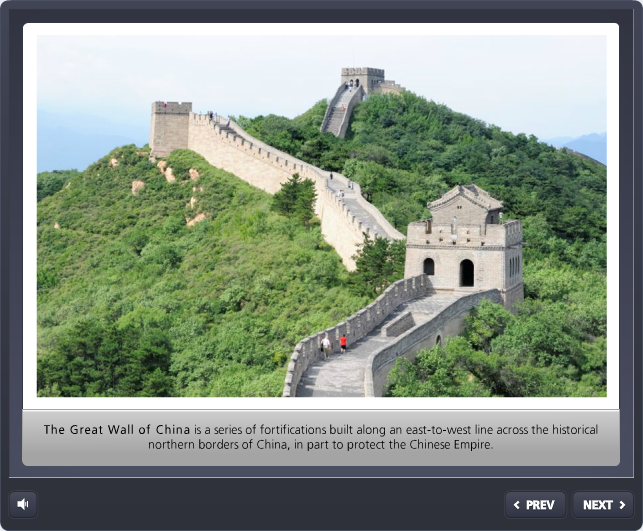 The Great Wall of China is a series of fortifications built along an east-to-west line across the historical
northern borders of China, in part to protect the Chinese Empire.
PREV NEXT